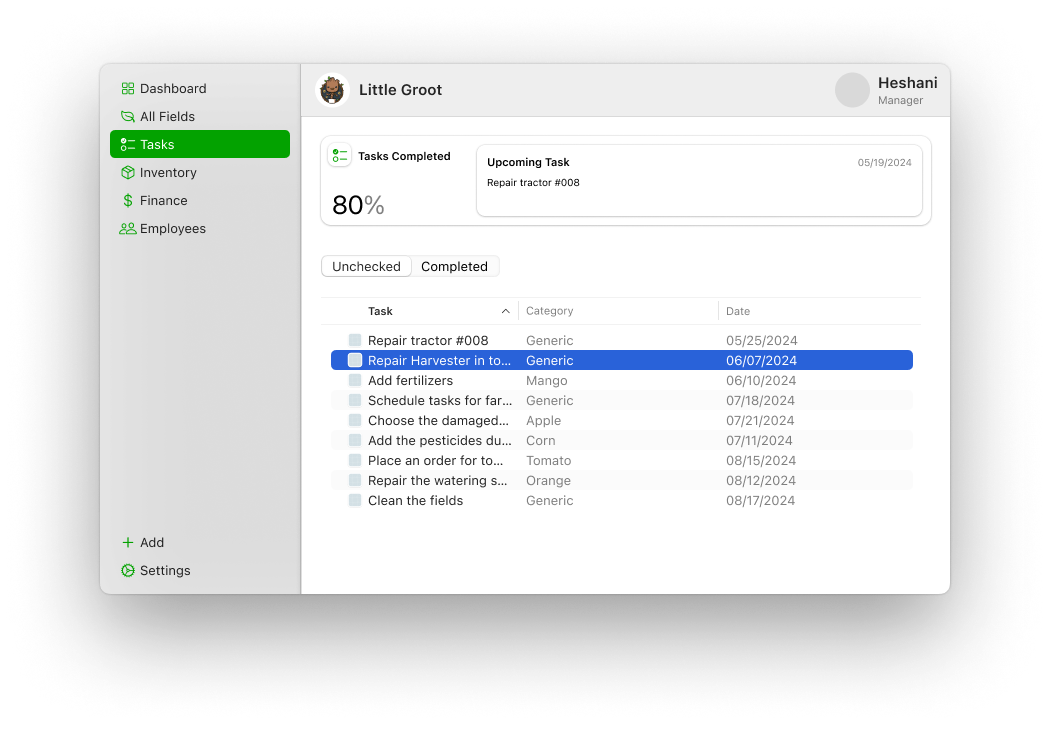 Dashboard
All Fields
Tasks
Inventory
Finance
Employees
Add
Settings
Little Groot
Heshani
Manager
Tasks Completed
80%
Upcoming Task
05/19/2024
Repair tractor #008
Unchecked
Completed
Task Category Date
Repair tractor #008 Generic 05/25/2024
Repair Harvester in to... Generic 06/07/2024
Add fertilizers Mango 06/10/2024
Schedule tasks for far... Generic 07/18/2024
Choose the damaged... Apple 07/21/2024
Add the pesticides du... Corn 07/11/2024
Place an order for to... Tomato 08/15/2024
Repair the watering s... Orange 08/12/2024
Clean the fields Generic 08/17/2024